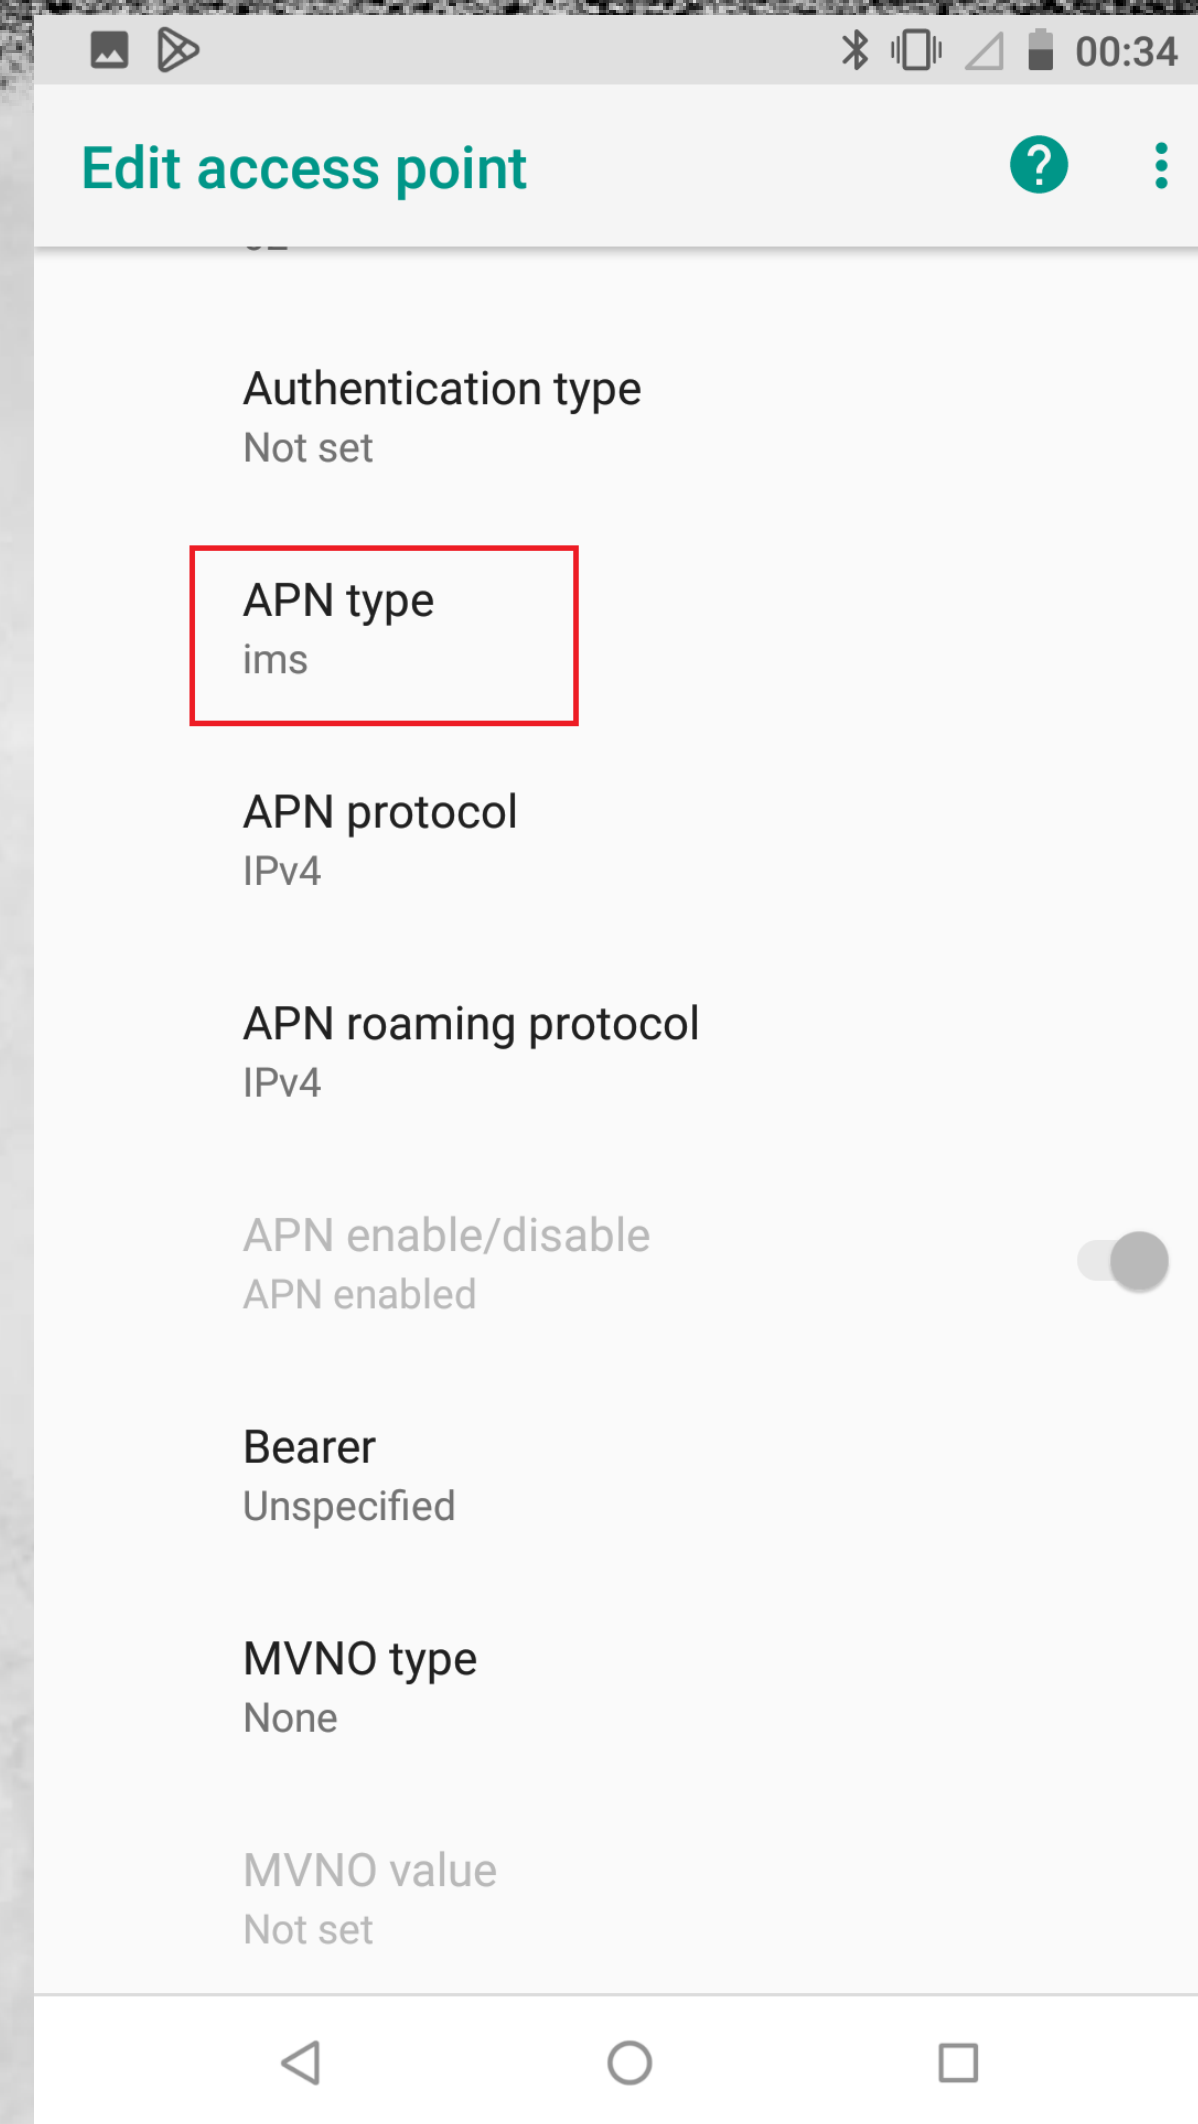 00:34
Edit access point
Authentication type
Not set
APN type
ims
APN protocol
IPv4
APN roaming protocol
IPv4
APN enable/disable
APN enabled
Bearer
Unspecified
MVNO type
None
MVNO value
Not set